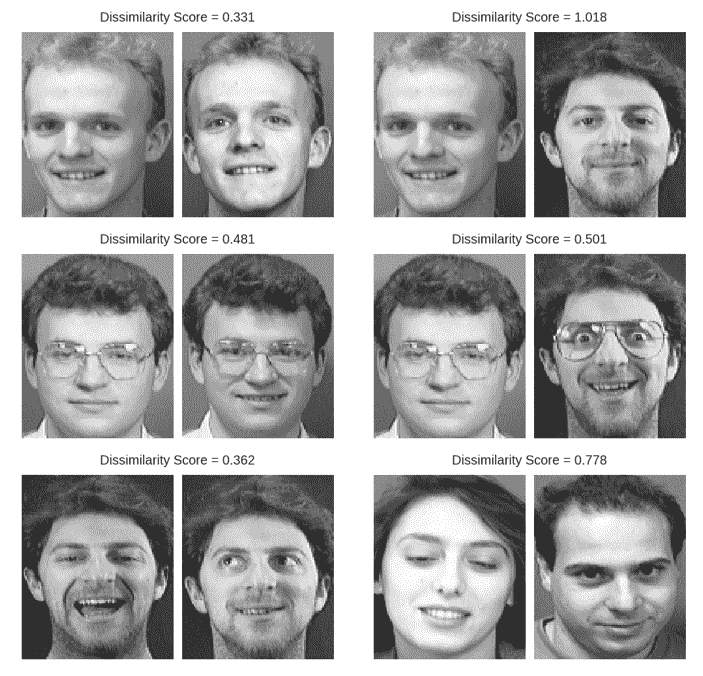 Dissimilarity Score = 0.331
Dissimilarity Score = 1.018
Dissimilarity Score = 0.481
Dissimilarity Score = 0.501
Dissimilarity Score = 0.362
Dissimilarity Score = 0.778